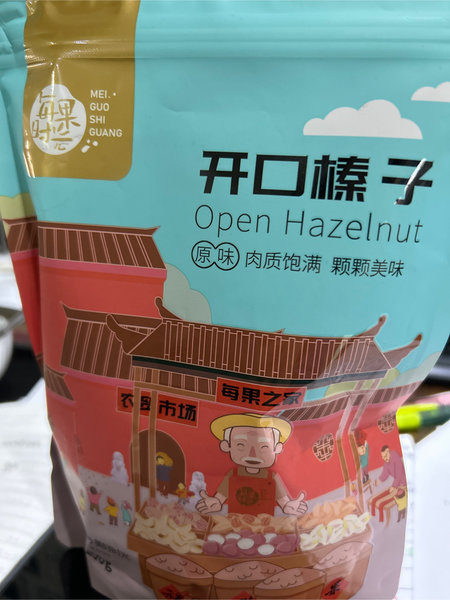 每果
时光
MEI.
GUO
SHI
GUANG
开口榛子
Open Hazelnut
原味 肉质饱满 颗颗美味
每果之家
农贸市场